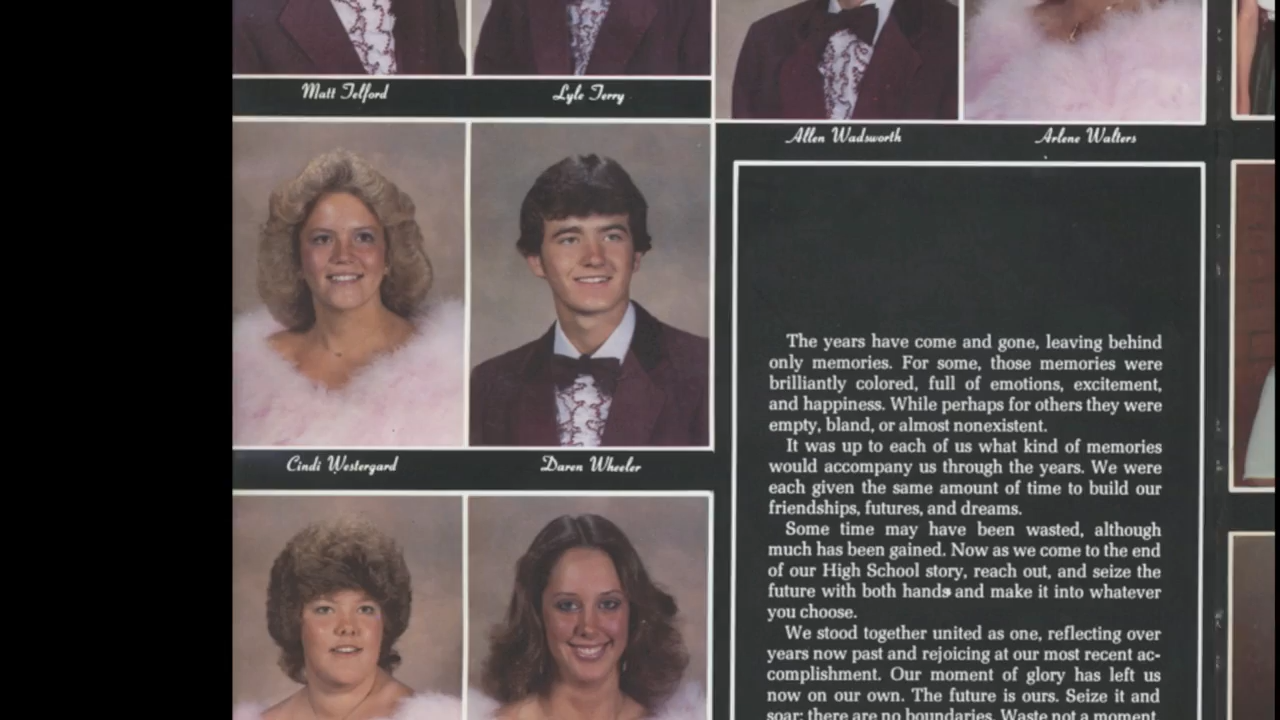 Matt Telford
Lyle Terry
Allen Wadsworth
Arlene Walters
Cindi Westergard
Daren Wheeler
The years have come and gone, leaving behind
only memories. For some, those memories were
brilliantly colored, full of emotions, excitement,
and happiness. While perhaps for others they were
empty, bland, or almost nonexistent.
It was up to each of us what kind of memories
would accompany us through the years. We were
each given the same amount of time to build our
friendships, futures, and dreams.
Some time may have been wasted, although
much has been gained. Now as we come to the end
of our High School story, reach out, and seize the
future with both hands and make it into whatever
you choose.
We stood together united as one, reflecting over
years now past and rejoicing at our most recent ac-
complishment. Our moment of glory has left us
now on our own. The future is ours. Seize it and
soar; there are no boundaries. Waste not a moment,